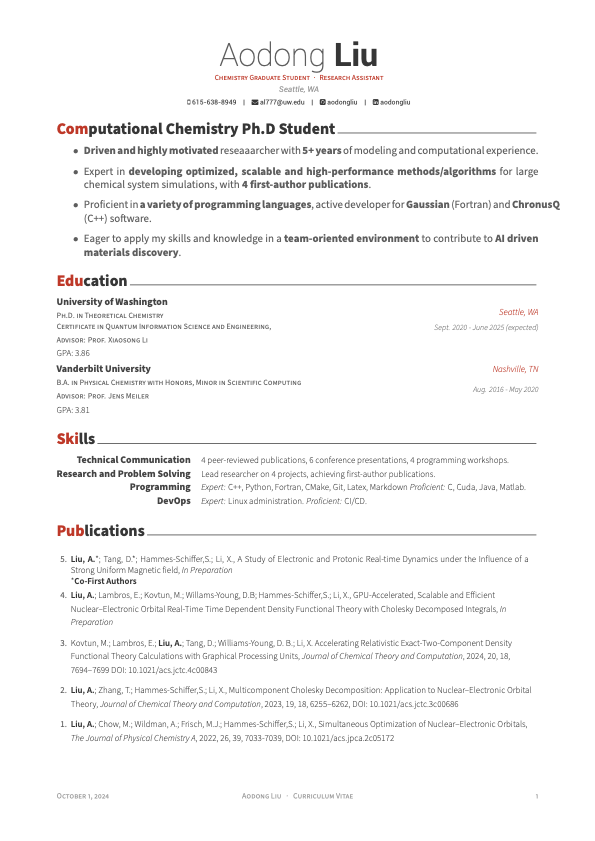 Aodong Liu
Chemistry Graduate Student · Research Assistant
Seattle, WA
615-638-8949 | al777@uw.edu | aodongliu | aodongliu
Computational Chemistry Ph.D Student
• Driven and highly motivated reseaaarcher with 5+ years of modeling and computational experience.
• Expert in developing optimized, scalable and high-performance methods/algorithms for large
chemical system simulations, with 4 first-author publications.
• Proficient in a variety of programming languages, active developer for Gaussian (Fortran) and ChronusQ
(C++) software.
• Eager to apply my skills and knowledge in a team-oriented environment to contribute to AI driven
materials discovery.
Education
University of Washington
Seattle, WA
Ph.D. in Theoretical Chemistry
Certificate in Quantum Information Science and Engineering,
Sept. 2020 - June 2025 (expected)
Advisor: Prof. Xiaosong Li
GPA: 3.86
Vanderbilt University
Nashville, TN
B.A. in Physical Chemistry with Honors, Minor in Scientific Computing
Aug. 2016 - May 2020
Advisor: Prof. Jens Meiler
GPA: 3.81
Skills
Technical Communication 4 peer-reviewed publications, 6 conference presentations, 4 programming workshops.
Research and Problem Solving Lead researcher on 4 projects, achieving first-author publications.
Programming Expert: C++, Python, Fortran, CMake, Git, Latex, Markdown Proficient: C, Cuda, Java, Matlab.
DevOps Expert: Linux administration. Proficient: CI/CD.
Publications
5. Liu, A.*; Tang, D.*; Hammes-Schiffer,S.; Li, X., A Study of Electronic and Protonic Real-time Dynamics under the Influence of a
Strong Uniform Magnetic field, In Preparation
*Co-First Authors
4. Liu, A.; Lambros, E.; Kovtun, M.; Willams-Young, D.B; Hammes-Schiffer,S.; Li, X., GPU-Accelerated, Scalable and Efficient
Nuclear–Electronic Orbital Real-Time Time Dependent Density Functional Theory with Cholesky Decomposed Integrals, In
Preparation
3. Kovtun, M.; Lambros, E.; Liu, A.; Tang, D.; Williams-Young, D. B.; Li, X. Accelerating Relativistic Exact-Two-Component Density
Functional Theory Calculations with Graphical Processing Units, Journal of Chemical Theory and Computation, 2024, 20, 18,
7694–7699 DOI: 10.1021/acs.jctc.4c00843
2. Liu, A.; Zhang, T.; Hammes-Schiffer,S.; Li, X., Multicomponent Cholesky Decomposition: Application to Nuclear–Electronic Orbital
Theory, Journal of Chemical Theory and Computation, 2023, 19, 18, 6255–6262, DOI: 10.1021/acs.jctc.3c00686
1. Liu, A.; Chow, M.; Wildman, A.; Frisch, M.J.; Hammes-Schiffer,S.; Li, X., Simultaneous Optimization of Nuclear–Electronic Orbitals,
The Journal of Physical Chemistry A, 2022, 26, 39, 7033-7039, DOI: 10.1021/acs.jpca.2c05172
October 1, 2024 Aodong Liu · Curriculum Vitae 1